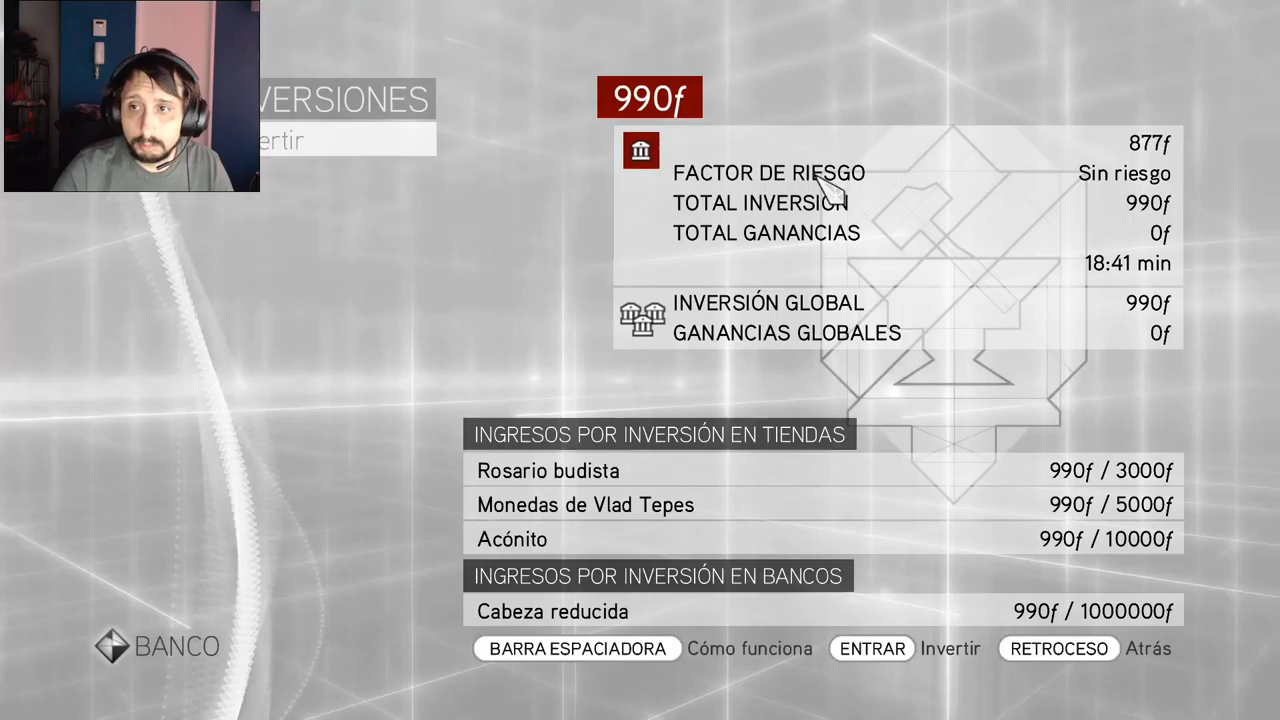 VERSIONES
ertir
990ƒ
877ƒ
FACTOR DE RIESGO Sin riesgo
TOTAL INVERSIÓN 990ƒ
TOTAL GANANCIAS 0ƒ
18:41 min
INVERSIÓN GLOBAL 990ƒ
GANANCIAS GLOBALES 0ƒ
INGRESOS POR INVERSIÓN EN TIENDAS
Rosario budista 990ƒ / 3000ƒ
Monedas de Vlad Tepes 990ƒ / 5000ƒ
Acónito 990ƒ / 10000ƒ
INGRESOS POR INVERSIÓN EN BANCOS
Cabeza reducida 990ƒ / 1000000ƒ
BANCO
BARRA ESPACIADORA Cómo funciona ENTRAR Invertir RETROCESO Atrás